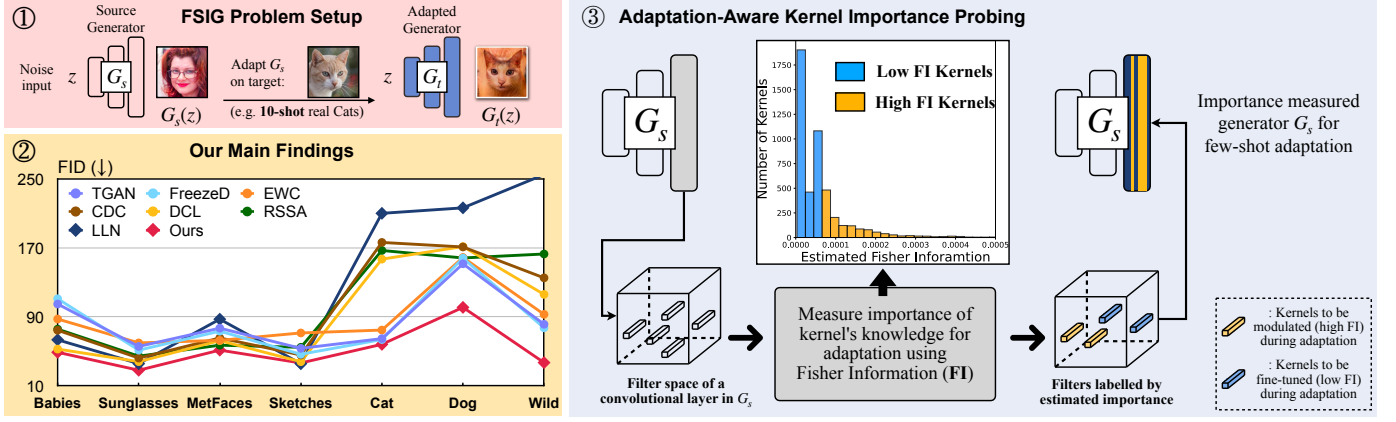 ① FSIG Problem Setup
Source
Generator
Adapted
Generator
Noise
input
z
G_s
G_s(z)
Adapt G_s
on target:
(e.g. 10-shot real Cats)
z
G_t
G_t(z)
② Our Main Findings
FID (↓)
250
170
90
10
TGAN
FreezeD
EWC
CDC
DCL
RSSA
LLN
Ours
Babies
Sunglasses
MetFaces
Sketches
Cat
Dog
Wild
③ Adaptation-Aware Kernel Importance Probing
G_s
Filter space of a
convolutional layer in G_s
Number of Kernels
1750
1500
1250
1000
750
500
250
0
0.0000
0.0001
0.0002
0.0003
0.0004
0.0005
Estimated Fisher Inforamtion
Low FI Kernels
High FI Kernels
Measure importance of
kernel's knowledge for
adaptation using
Fisher Information (FI)
G_s
Importance measured
generator G_s for
few-shot adaptation
Filters labelled by
estimated importance
: Kernels to be
modulated (high FI)
during adaptation
: Kernels to be
fine-tuned (low FI)
during adaptation